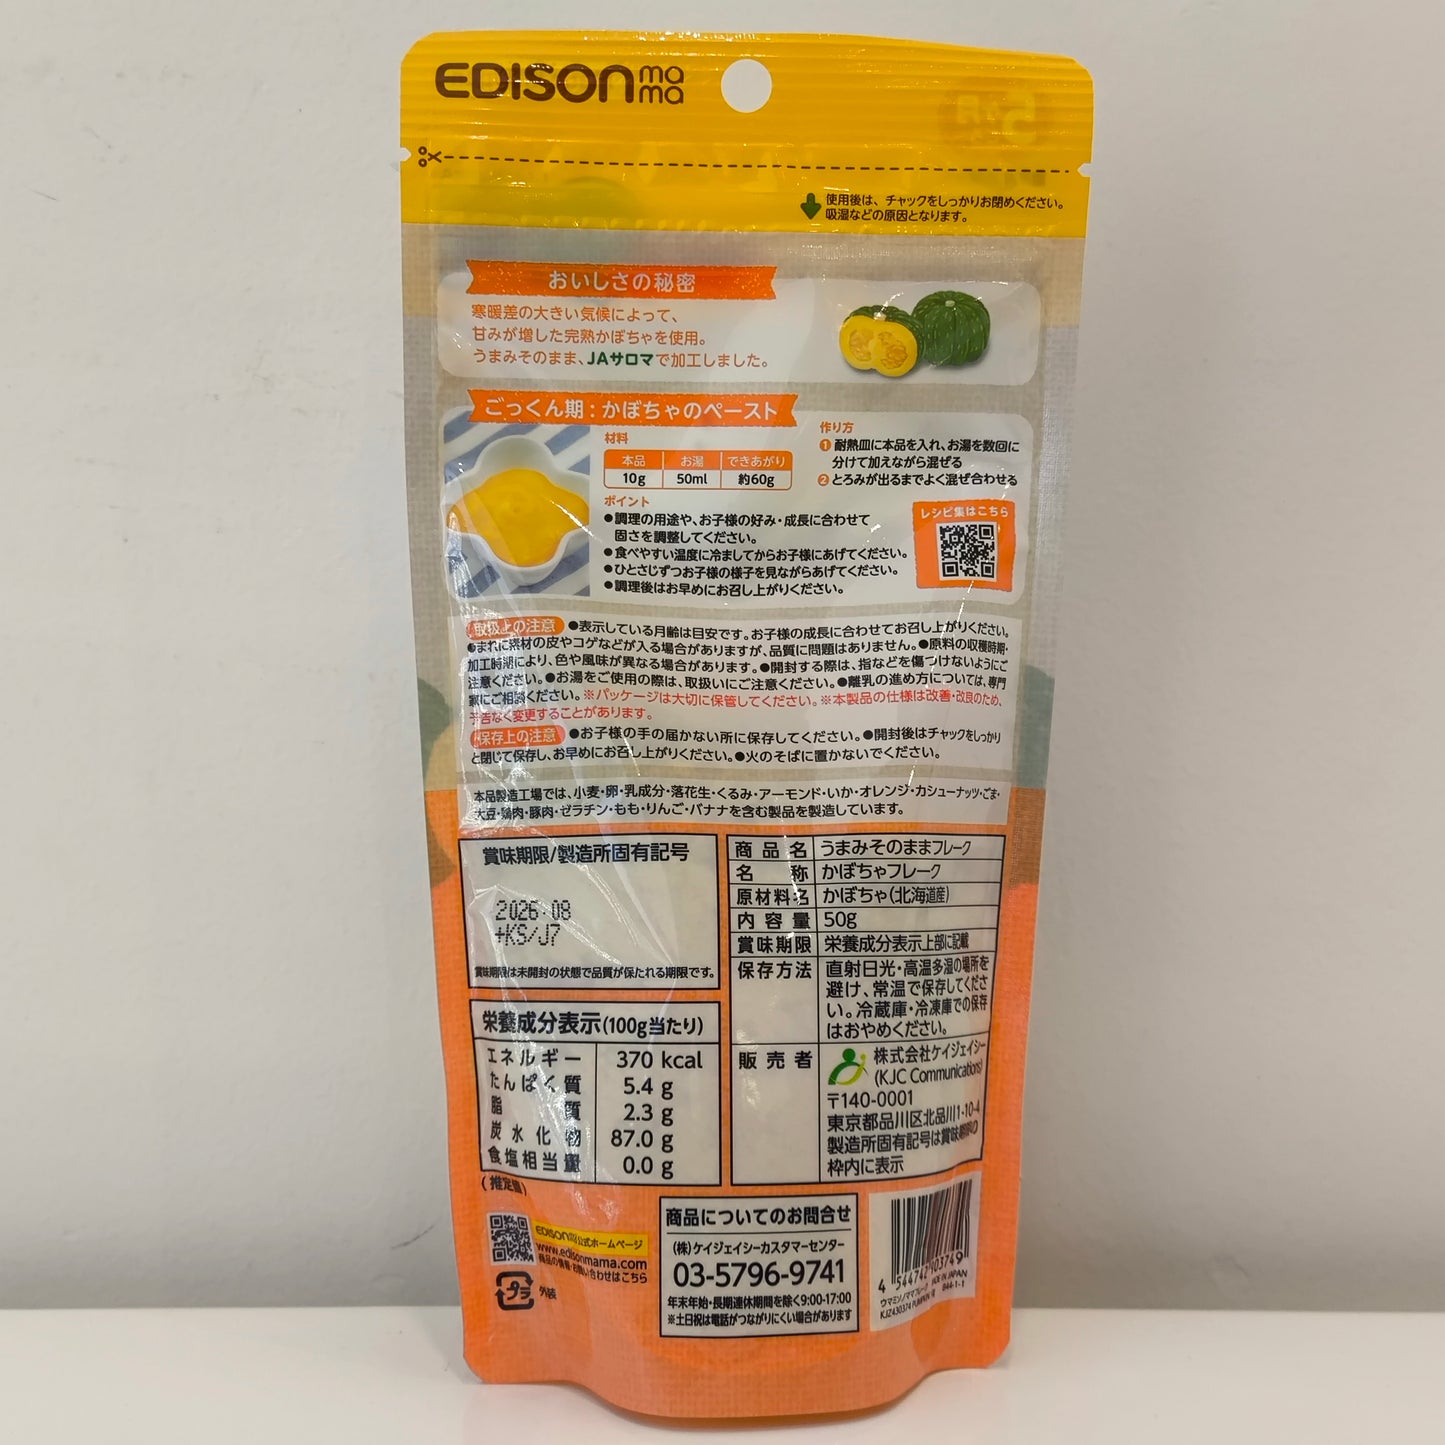 EDISON mama
使用後は、チャックをしっかりお閉めください。
吸湿などの原因となります。
おいしさの秘密
寒暖差の大きい気候によって、
甘みが増した完熟かぼちゃを使用。
うまみそのまま、JAサロマで加工しました。
ごっくん期：かぼちゃのペースト
材料
本品 お湯 できあがり
10g 50ml 約60g
作り方
① 耐熱皿に本品を入れ、お湯を数回に
分けて加えながら混ぜる
② とろみが出るまでよく混ぜ合わせる
ポイント
●調理の用途や、お子様の好み・成長に合わせて
固さを調整してください。
●食べやすい温度に冷ましてからお子様にあげてください。
●ひとさじずつお子様の様子を見ながらあげてください。
●調理後はお早めにお召し上がりください。
レシピ集はこちら
取扱上の注意 ●表示している月齢は目安です。お子様の成長に合わせてお召し上がりください。
●まれに素材の皮やコゲなどが入る場合がありますが、品質に問題はありません。●原料の収穫時期・
加工時期により、色や風味が異なる場合があります。●開封する際は、指などを傷つけないようにご
注意ください。●お湯をご使用の際は、取扱いにご注意ください。●離乳の進め方については、専門
家にご相談ください。※パッケージは大切に保管してください。※本製品の仕様は改善・改良のため、
予告なく変更することがあります。
保存上の注意 ●お子様の手の届かない所に保存してください。●開封後はチャックをしっかり
と閉じて保存し、お早めにお召し上がりください。●火のそばに置かないでください。
本品製造工場では、小麦・卵・乳成分・落花生・くるみ・アーモンド・いか・オレンジ・カシューナッツ・ごま・
大豆・鶏肉・豚肉・ゼラチン・もも・りんご・バナナを含む製品を製造しています。
賞味期限/製造所固有記号
2026.08
+KS/J7
賞味期限は未開封の状態で品質が保たれる期限です。
商品名 うまみそのままフレーク
名称 かぼちゃフレーク
原材料名 かぼちゃ（北海道産）
内容量 50g
賞味期限 栄養成分表示上部に記載
保存方法 直射日光・高温多湿の場所を
避け、常温で保存してくださ
い。冷蔵庫・冷凍庫での保存
はおやめください。
販売者 株式会社ケイジェイシー
(KJC Communications)
〒140-0001
東京都品川区北品川1-10-4
製造所固有記号は賞味期限の
枠内に表示
栄養成分表示(100g当たり)
エネルギー 370 kcal
たんぱく質 5.4 g
脂質 2.3 g
炭水化物 87.0 g
食塩相当量 0.0 g
(推定値)
EDISONmama公式ホームページ
www.edisonmama.com
商品の情報・お問い合わせはこちら
プラ 外装
商品についてのお問合せ
(株)ケイジェイシーカスタマーセンター
03-5796-9741
年末年始・長期連休期間を除く9:00-17:00
※土日祝は電話がつながりにくい場合があります
4 544742 903749
ウマミソノママフレーク MADE IN JAPAN
KJZ430374 PUMPKIN 844-1-1